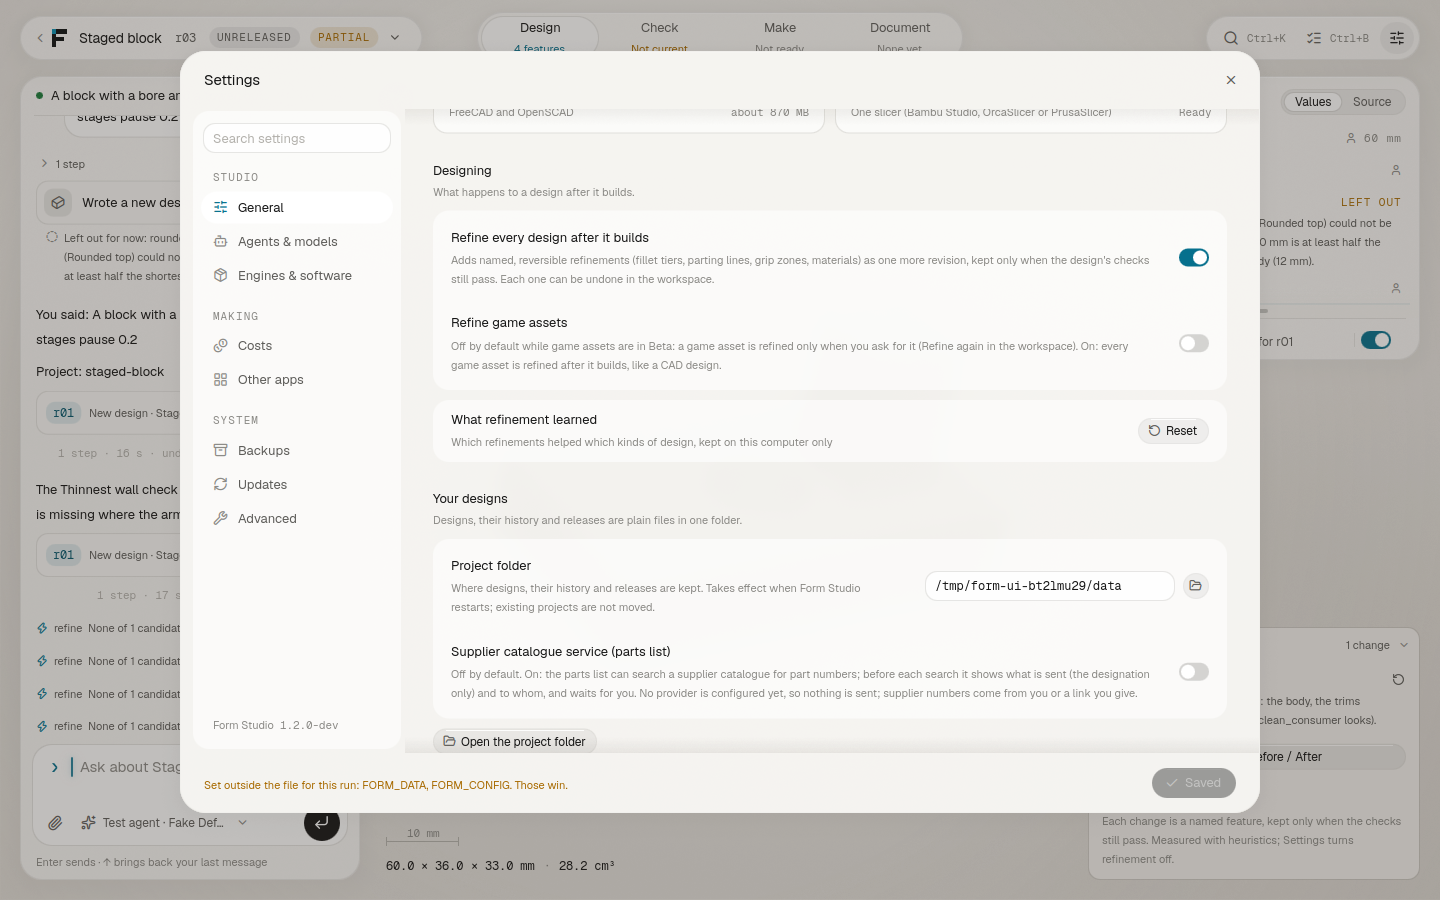 Staged block r03 UNRELEASED PARTIAL
Design
4 features
Check
Not current
Make
Not ready
Document
None yet
Ctrl+K
Ctrl+B
A block with a bore an
stages pause 0.2
1 step
Wrote a new des
Left out for now: round
(Rounded top) could no
at least half the shortes
You said: A block with a
stages pause 0.2
Project: staged-block
r01 New design · Stag
1 step · 16 s · und
The Thinnest wall check
is missing where the arm
r01 New design · Stag
1 step · 17 s
refine None of 1 candidat
refine None of 1 candidat
refine None of 1 candidat
refine None of 1 candidat
Ask about Stag
Test agent · Fake Def...
Enter sends · ↑ brings back your last message
Settings
Search settings
STUDIO
General
Agents & models
Engines & software
MAKING
Costs
Other apps
SYSTEM
Backups
Updates
Advanced
Form Studio 1.2.0-dev
FreeCAD and OpenSCAD about 870 MB
One slicer (Bambu Studio, OrcaSlicer or PrusaSlicer) Ready
Designing
What happens to a design after it builds.
Refine every design after it builds
Adds named, reversible refinements (fillet tiers, parting lines, grip zones, materials) as one more revision, kept only when the design's checks
still pass. Each one can be undone in the workspace.
Refine game assets
Off by default while game assets are in Beta: a game asset is refined only when you ask for it (Refine again in the workspace). On: every
game asset is refined after it builds, like a CAD design.
What refinement learned
Which refinements helped which kinds of design, kept on this computer only
Reset
Your designs
Designs, their history and releases are plain files in one folder.
Project folder
Where designs, their history and releases are kept. Takes effect when Form Studio
restarts; existing projects are not moved.
/tmp/form-ui-bt2lmu29/data
Supplier catalogue service (parts list)
Off by default. On: the parts list can search a supplier catalogue for part numbers; before each search it shows what is sent (the designation
only) and to whom, and waits for you. No provider is configured yet, so nothing is sent; supplier numbers come from you or a link you give.
Open the project folder
Set outside the file for this run: FORM_DATA, FORM_CONFIG. Those win.
Saved
Values Source
60 mm
LEFT OUT
Rounded top) could not be
0 mm is at least half the
dy (12 mm).
for r01
1 change
: the body, the trims
clean_consumer looks).
efore / After
Each change is a named feature, kept only when the checks
still pass. Measured with heuristics; Settings turns
refinement off.
10 mm
60.0 × 36.0 × 33.0 mm · 28.2 cm³